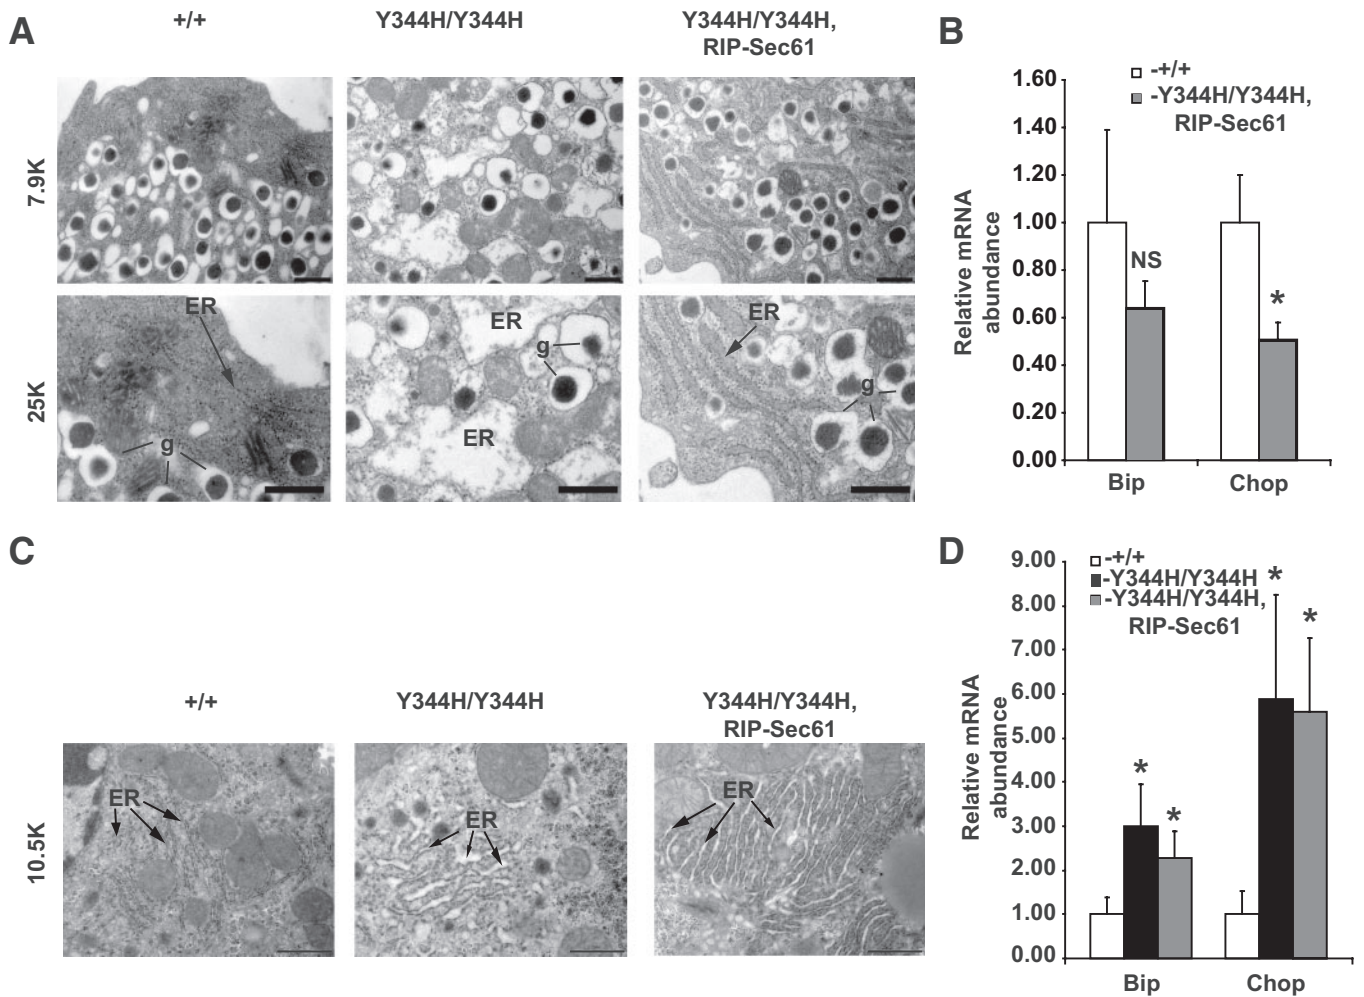 A
+/+
Y344H/Y344H
Y344H/Y344H,
RIP-Sec61
7.9K
25K
ER
g
ER
g
ER
ER
g
B
-+/+
-Y344H/Y344H,
RIP-Sec61
Relative mRNA
abundance
1.60
1.40
1.20
1.00
0.80
0.60
0.40
0.20
0.00
NS
*
Bip
Chop
C
+/+
Y344H/Y344H
Y344H/Y344H,
RIP-Sec61
10.5K
ER
ER
ER
D
-+/+
-Y344H/Y344H
-Y344H/Y344H,
RIP-Sec61
Relative mRNA
abundance
9.00
8.00
7.00
6.00
5.00
4.00
3.00
2.00
1.00
0.00
*
*
*
*
Bip
Chop